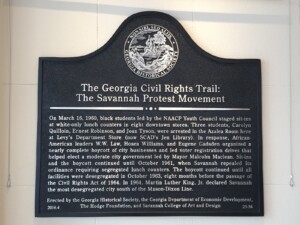 The Georgia Civil Rights Trail:
The Savannah Protest Movement
On March 16, 1960, black students led by the NAACP Youth Council staged sit-ins
at white-only lunch counters in eight downtown stores. Three students, Carolyn
Quilloin, Ernest Robinson, and Joan Tyson, were arrested in the Azalea Room here
at Levy's Department Store (now SCAD's Jen Library). In response, African-
American leaders W.W. Law, Hosea Williams, and Eugene Gadsden organized a
nearly complete boycott of city businesses and led voter registration drives that
helped elect a moderate city government led by Mayor Malcolm Maclean. Sit-ins
and the boycott continued until October 1961, when Savannah repealed its
ordinance requiring segregated lunch counters. The boycott continued until all
facilities were desegregated in October 1963, eight months before the passage of
the Civil Rights Act of 1964. In 1964, Martin Luther King, Jr. declared Savannah
the most desegregated city south of the Mason-Dixon Line.
Erected by the Georgia Historical Society, the Georgia Department of Economic Development,
The Hodge Foundation, and Savannah College of Art and Design